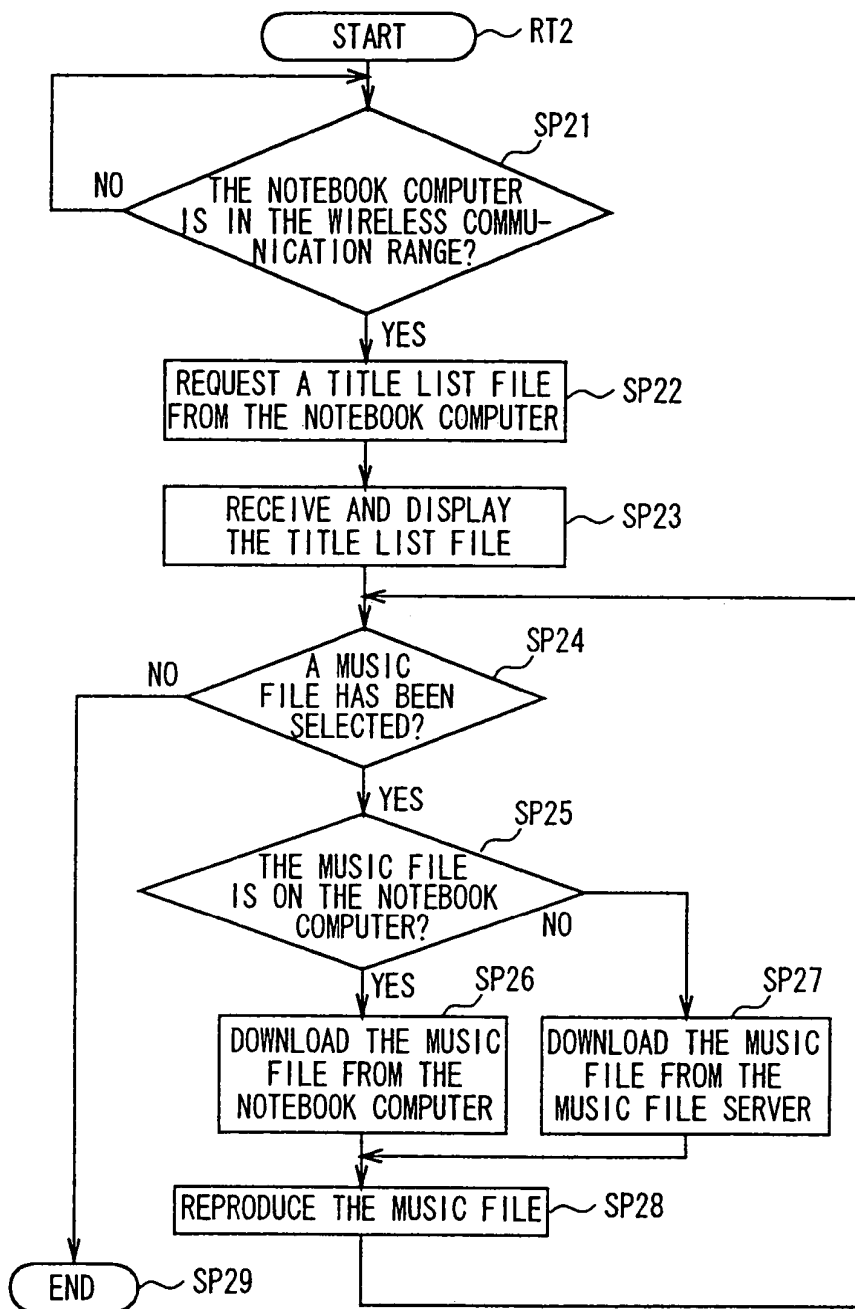 START
RT2
SP21
NO
THE NOTEBOOK COMPUTER
IS IN THE WIRELESS COMMU-
NICATION RANGE?
YES
REQUEST A TITLE LIST FILE
FROM THE NOTEBOOK COMPUTER
SP22
RECEIVE AND DISPLAY
THE TITLE LIST FILE
SP23
SP24
NO
A MUSIC
FILE HAS BEEN
SELECTED?
YES
SP25
THE MUSIC FILE
IS ON THE NOTEBOOK
COMPUTER?
NO
YES
SP26
SP27
DOWNLOAD THE MUSIC
FILE FROM THE
NOTEBOOK COMPUTER
DOWNLOAD THE MUSIC
FILE FROM THE
MUSIC FILE SERVER
REPRODUCE THE MUSIC FILE
SP28
END
SP29